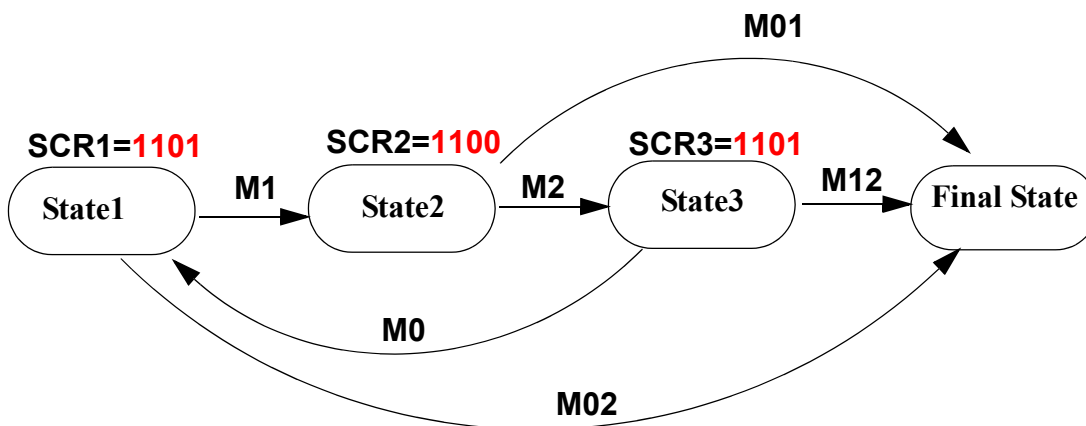 M01
SCR1=1101
SCR2=1100
SCR3=1101
State1
M1
State2
M2
State3
M12
Final State
M0
M02